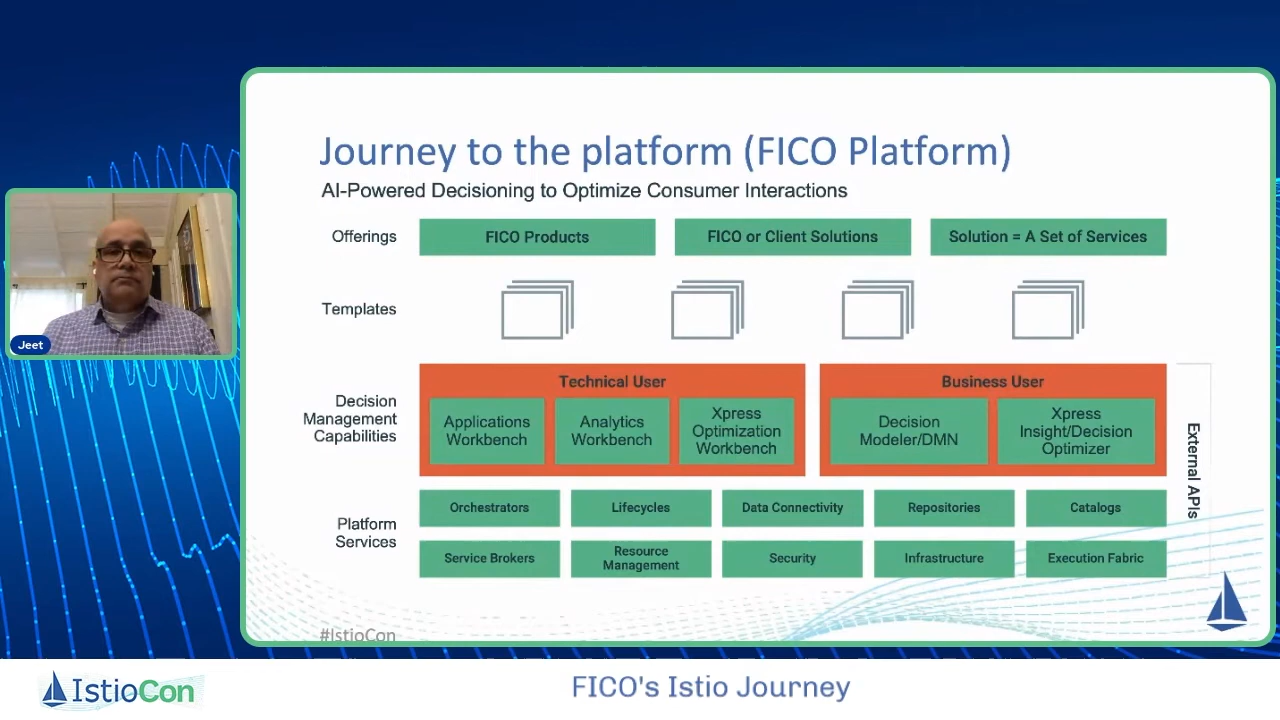 Journey to the platform (FICO Platform)
AI-Powered Decisioning to Optimize Consumer Interactions
Offerings
FICO Products
FICO or Client Solutions
Solution = A Set of Services
Templates
Decision
Management
Capabilities
Technical User
Applications
Workbench
Analytics
Workbench
Xpress
Optimization
Workbench
Business User
Decision
Modeler/DMN
Xpress
Insight/Decision
Optimizer
External APIs
Platform
Services
Orchestrators
Lifecycles
Data Connectivity
Repositories
Catalogs
Service Brokers
Resource
Management
Security
Infrastructure
Execution Fabric
Jeet
#IstioCon
IstioCon
FICO's Istio Journey